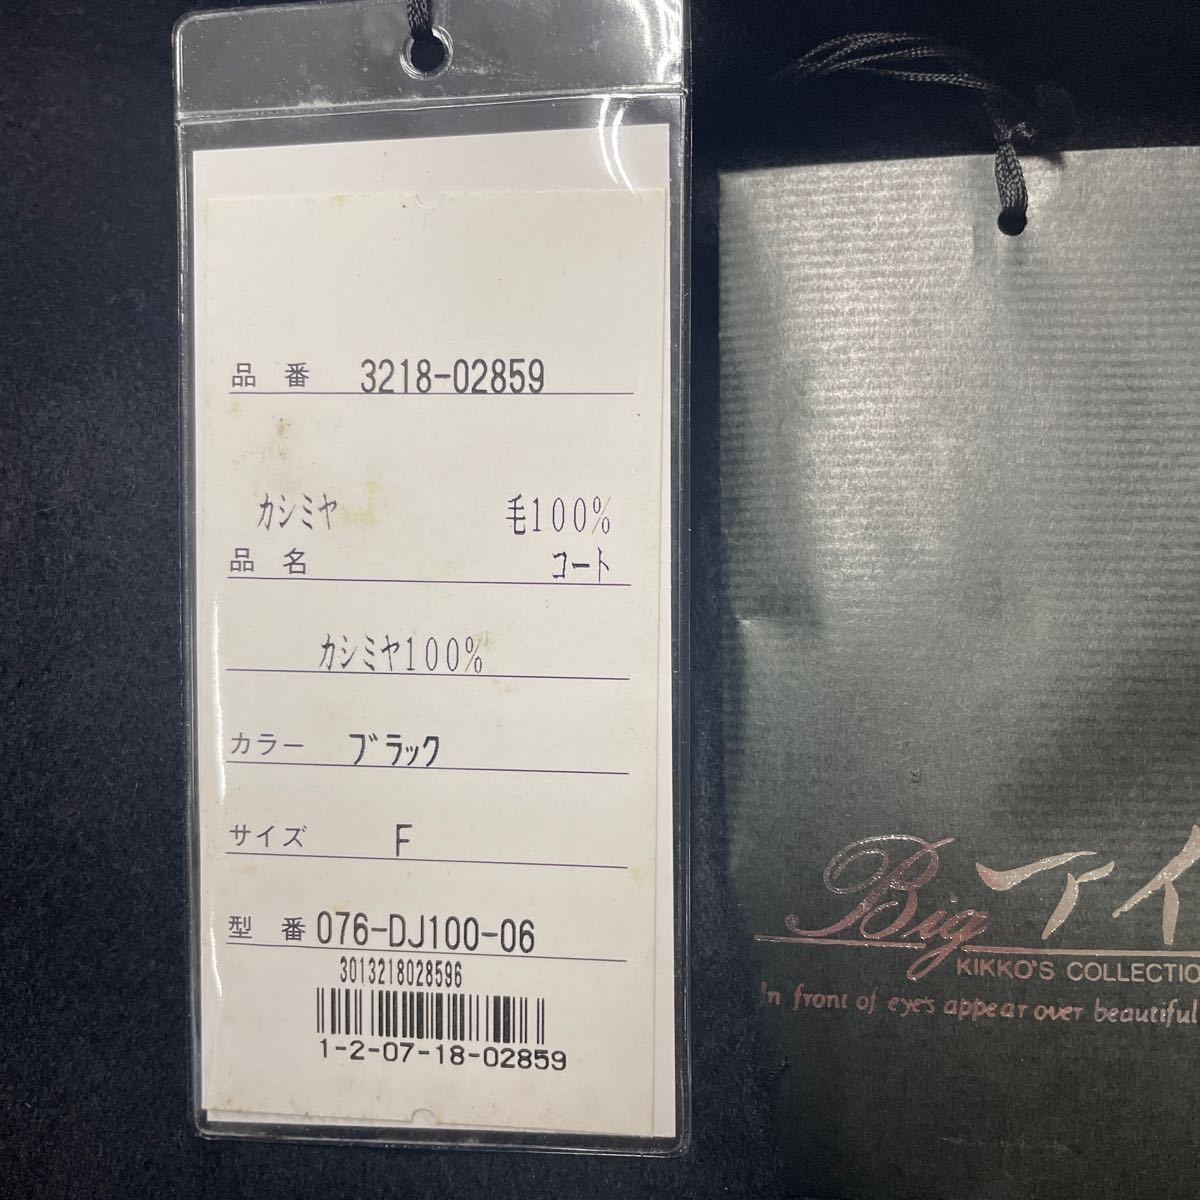 品 番 3218-02859
カシミヤ 毛100%
品 名 コート
カシミヤ100%
カラー ブラック
サイズ F
型 番 076-DJ100-06
3013218028596
1-2-07-18-02859
Big アイ
KIKKO'S COLLECTIO
In front of eye's appear over beautiful